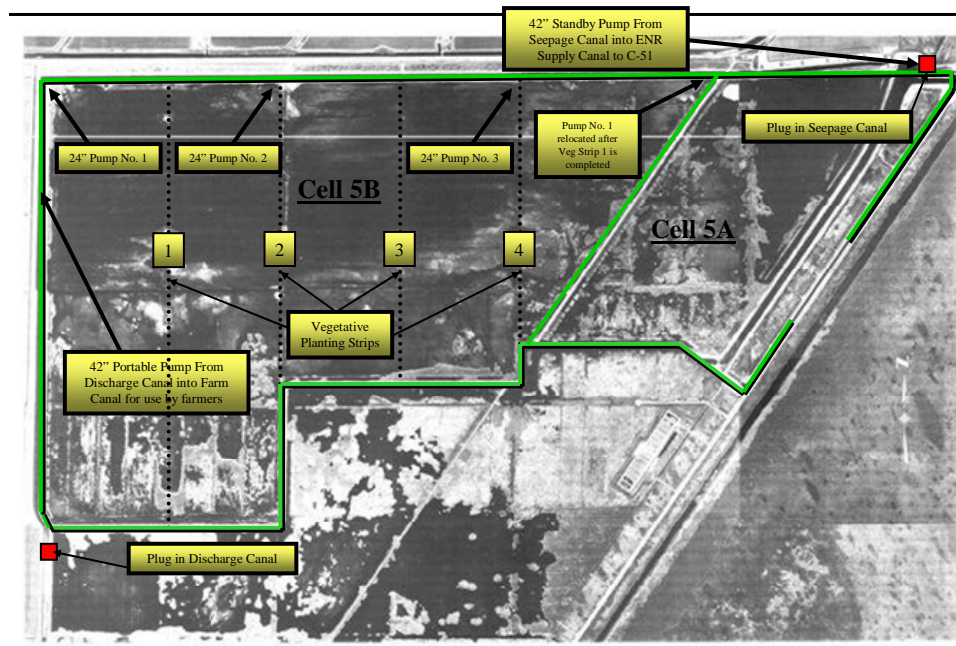 42” Standby Pump From
Seepage Canal into ENR
Supply Canal to C-51
24” Pump No. 1
24” Pump No. 2
24” Pump No. 3
Pump No. 1
relocated after
Veg Strip 1 is
completed
Plug in Seepage Canal
Cell 5B
Cell 5A
1
2
3
4
Vegetative
Planting Strips
42” Portable Pump From
Discharge Canal into Farm
Canal for use by farmers
Plug in Discharge Canal